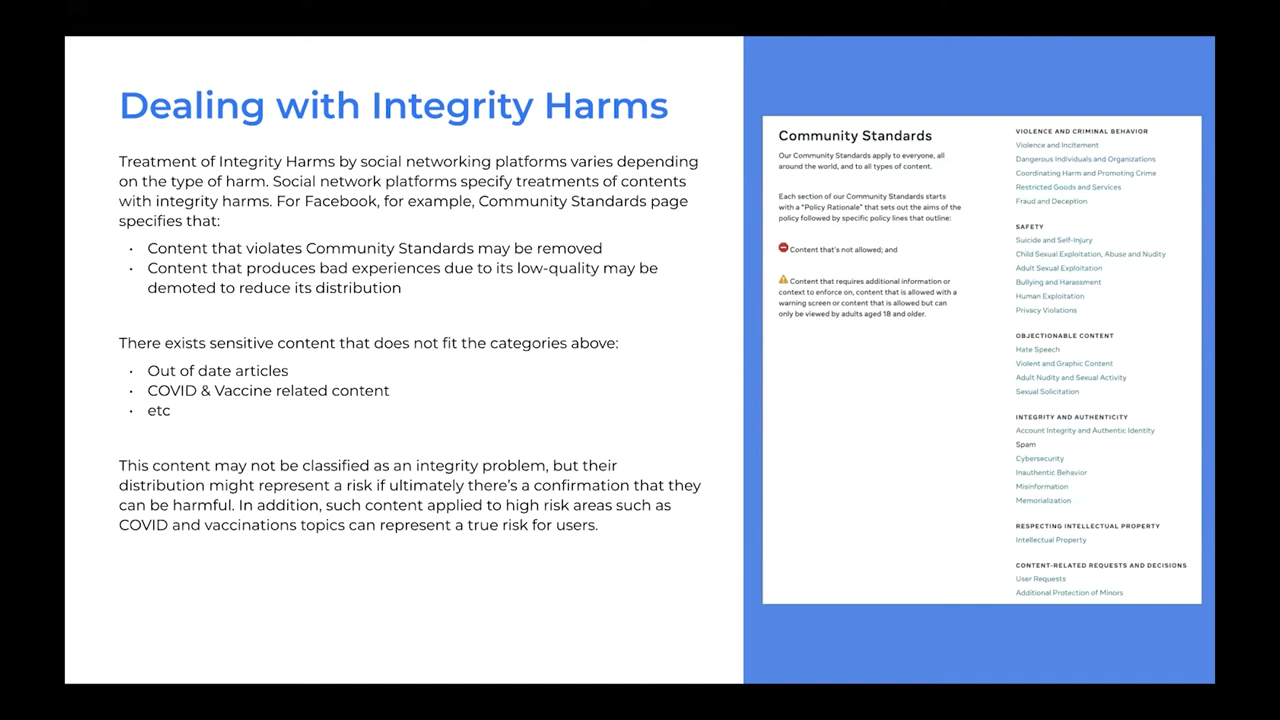 Dealing with Integrity Harms
Treatment of Integrity Harms by social networking platforms varies depending
on the type of harm. Social network platforms specify treatments of contents
with integrity harms. For Facebook, for example, Community Standards page
specifies that:
· Content that violates Community Standards may be removed
· Content that produces bad experiences due to its low-quality may be
demoted to reduce its distribution
There exists sensitive content that does not fit the categories above:
· Out of date articles
· COVID & Vaccine related content
· etc
This content may not be classified as an integrity problem, but their
distribution might represent a risk if ultimately there's a confirmation that they
can be harmful. In addition, such content applied to high risk areas such as
COVID and vaccinations topics can represent a true risk for users.
Community Standards
Our Community Standards apply to everyone, all
around the world, and to all types of content.
Each section of our Community Standards starts
with a "Policy Rationale" that sets out the aims of the
policy followed by specific policy lines that outline:
Content that's not allowed; and
Content that requires additional information or
context to enforce on, content that is allowed with a
warning screen or content that is allowed but can
only be viewed by adults aged 18 and older.
VIOLENCE AND CRIMINAL BEHAVIOR
Violence and Incitement
Dangerous Individuals and Organizations
Coordinating Harm and Promoting Crime
Restricted Goods and Services
Fraud and Deception
SAFETY
Suicide and Self-Injury
Child Sexual Exploitation, Abuse and Nudity
Adult Sexual Exploitation
Bullying and Harassment
Human Exploitation
Privacy Violations
OBJECTIONABLE CONTENT
Hate Speech
Violent and Graphic Content
Adult Nudity and Sexual Activity
Sexual Solicitation
INTEGRITY AND AUTHENTICITY
Account Integrity and Authentic Identity
Spam
Cybersecurity
Inauthentic Behavior
Misinformation
Memorialization
RESPECTING INTELLECTUAL PROPERTY
Intellectual Property
CONTENT-RELATED REQUESTS AND DECISIONS
User Requests
Additional Protection of Minors